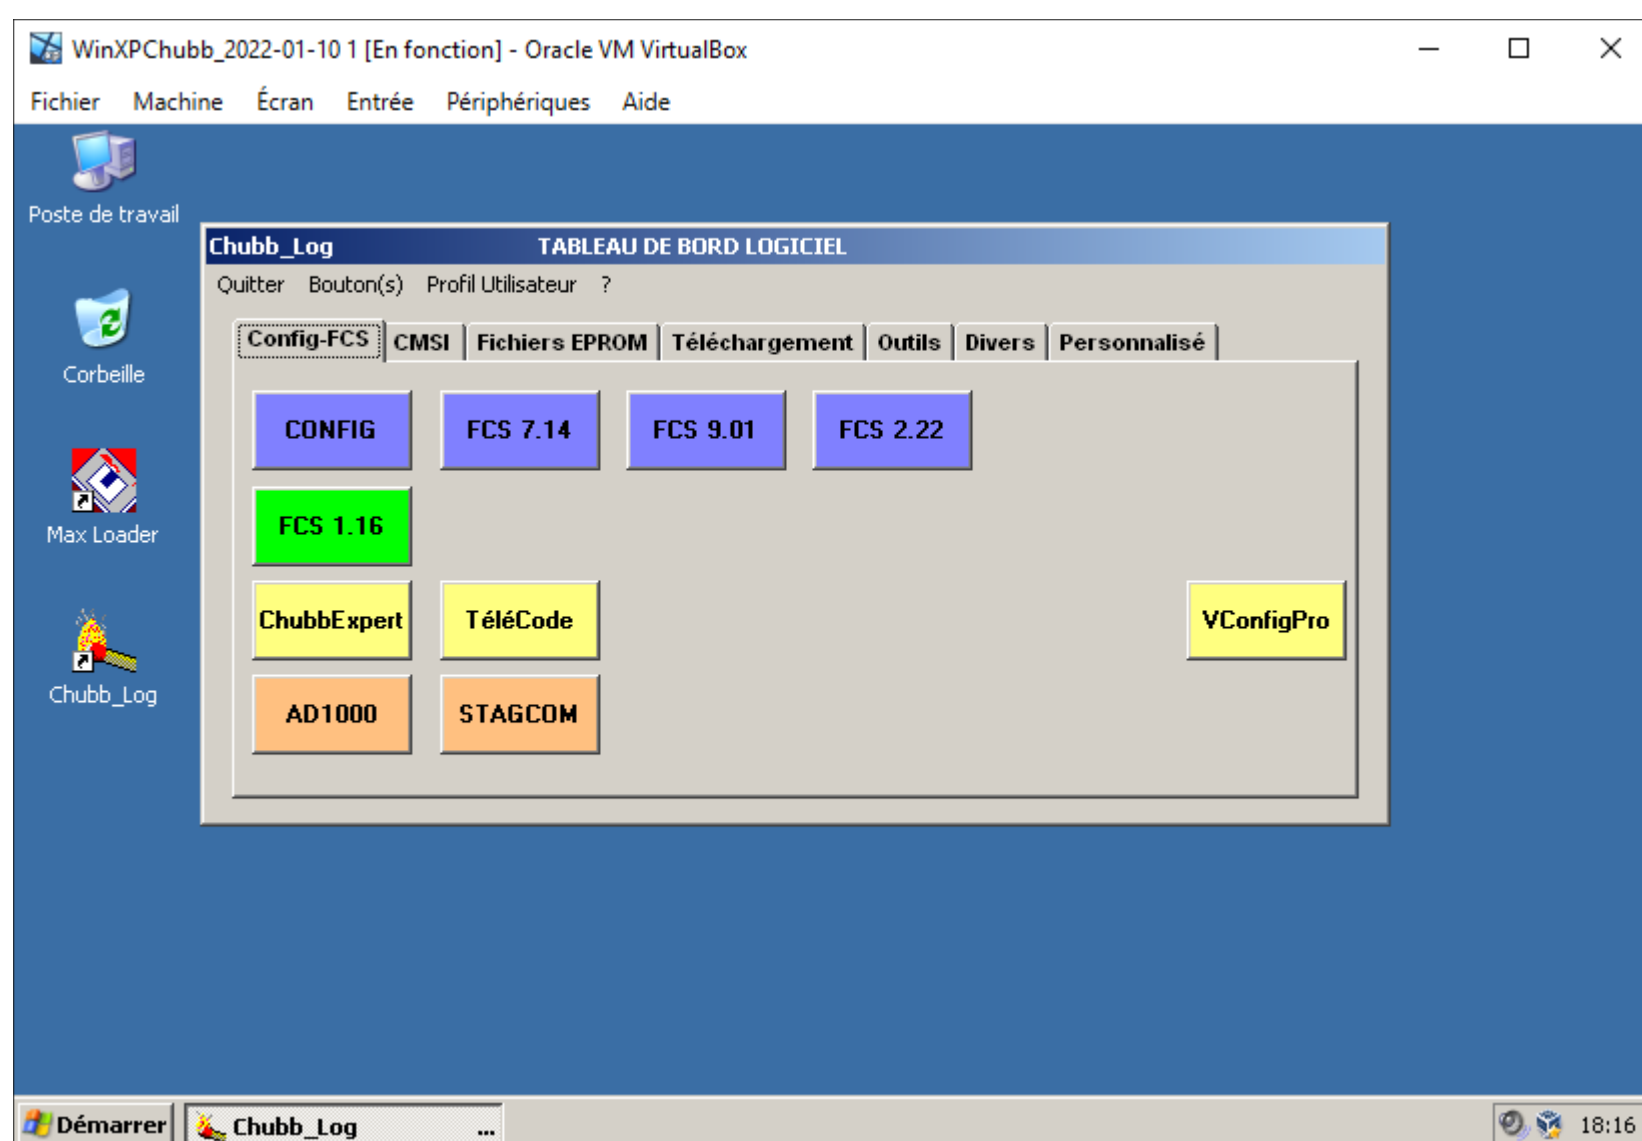 WinXPChubb_2022-01-10 1 [En fonction] - Oracle VM VirtualBox
Fichier Machine Écran Entrée Périphériques Aide
Poste de travail
Chubb_Log TABLEAU DE BORD LOGICIEL
Quitter Bouton(s) Profil Utilisateur ?
Config-FCS CMSI Fichiers EPROM Téléchargement Outils Divers Personnalisé
Corbeille
CONFIG FCS 7.14 FCS 9.01 FCS 2.22
FCS 1.16
Max Loader
ChubbExpert TéléCode VConfigPro
Chubb_Log
AD1000 STAGCOM
Démarrer Chubb_Log ... 18:16